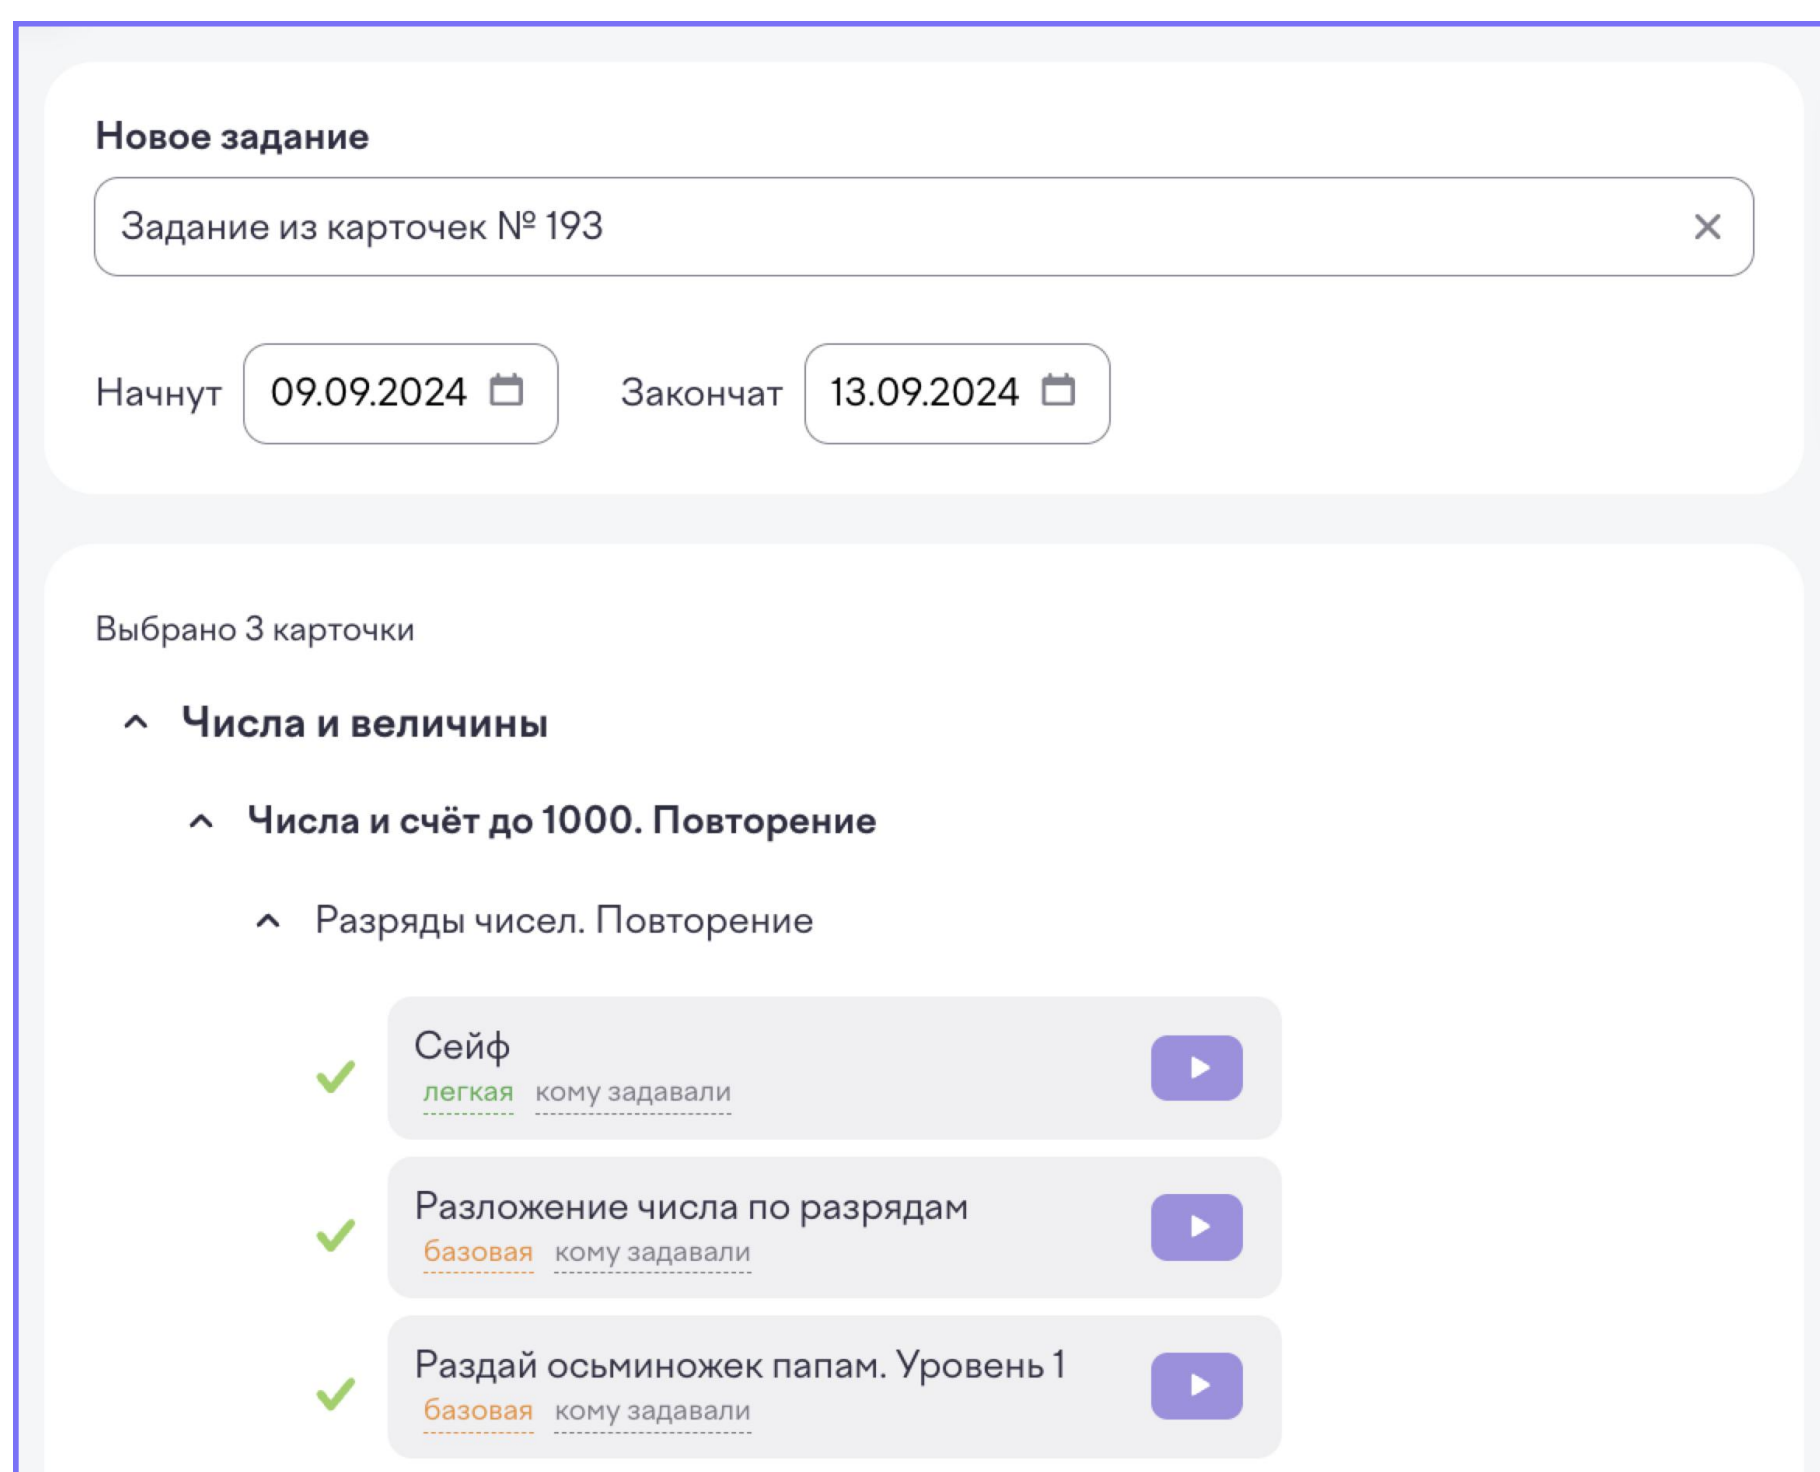 Новое задание
Задание из карточек № 193
Начнут 09.09.2024 Закончат 13.09.2024
Выбрано 3 карточки
Числа и величины
Числа и счёт до 1000. Повторение
Разряды чисел. Повторение
Сейф
легкая кому задавали
Разложение числа по разрядам
базовая кому задавали
Раздай осьминожек папам. Уровень 1
базовая кому задавали